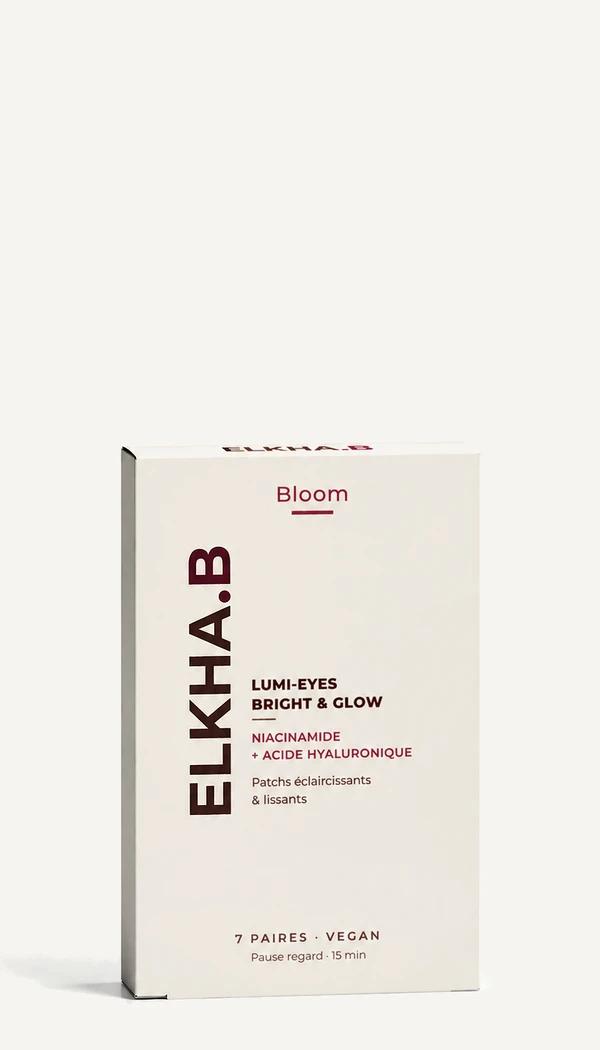 ELKHA.B
Bloom
ELKHA.B
LUMI-EYES
BRIGHT & GLOW
NIACINAMIDE
+ ACIDE HYALURONIQUE
Patchs éclaircissants
& lissants
7 PAIRES · VEGAN
Pause regard · 15 min